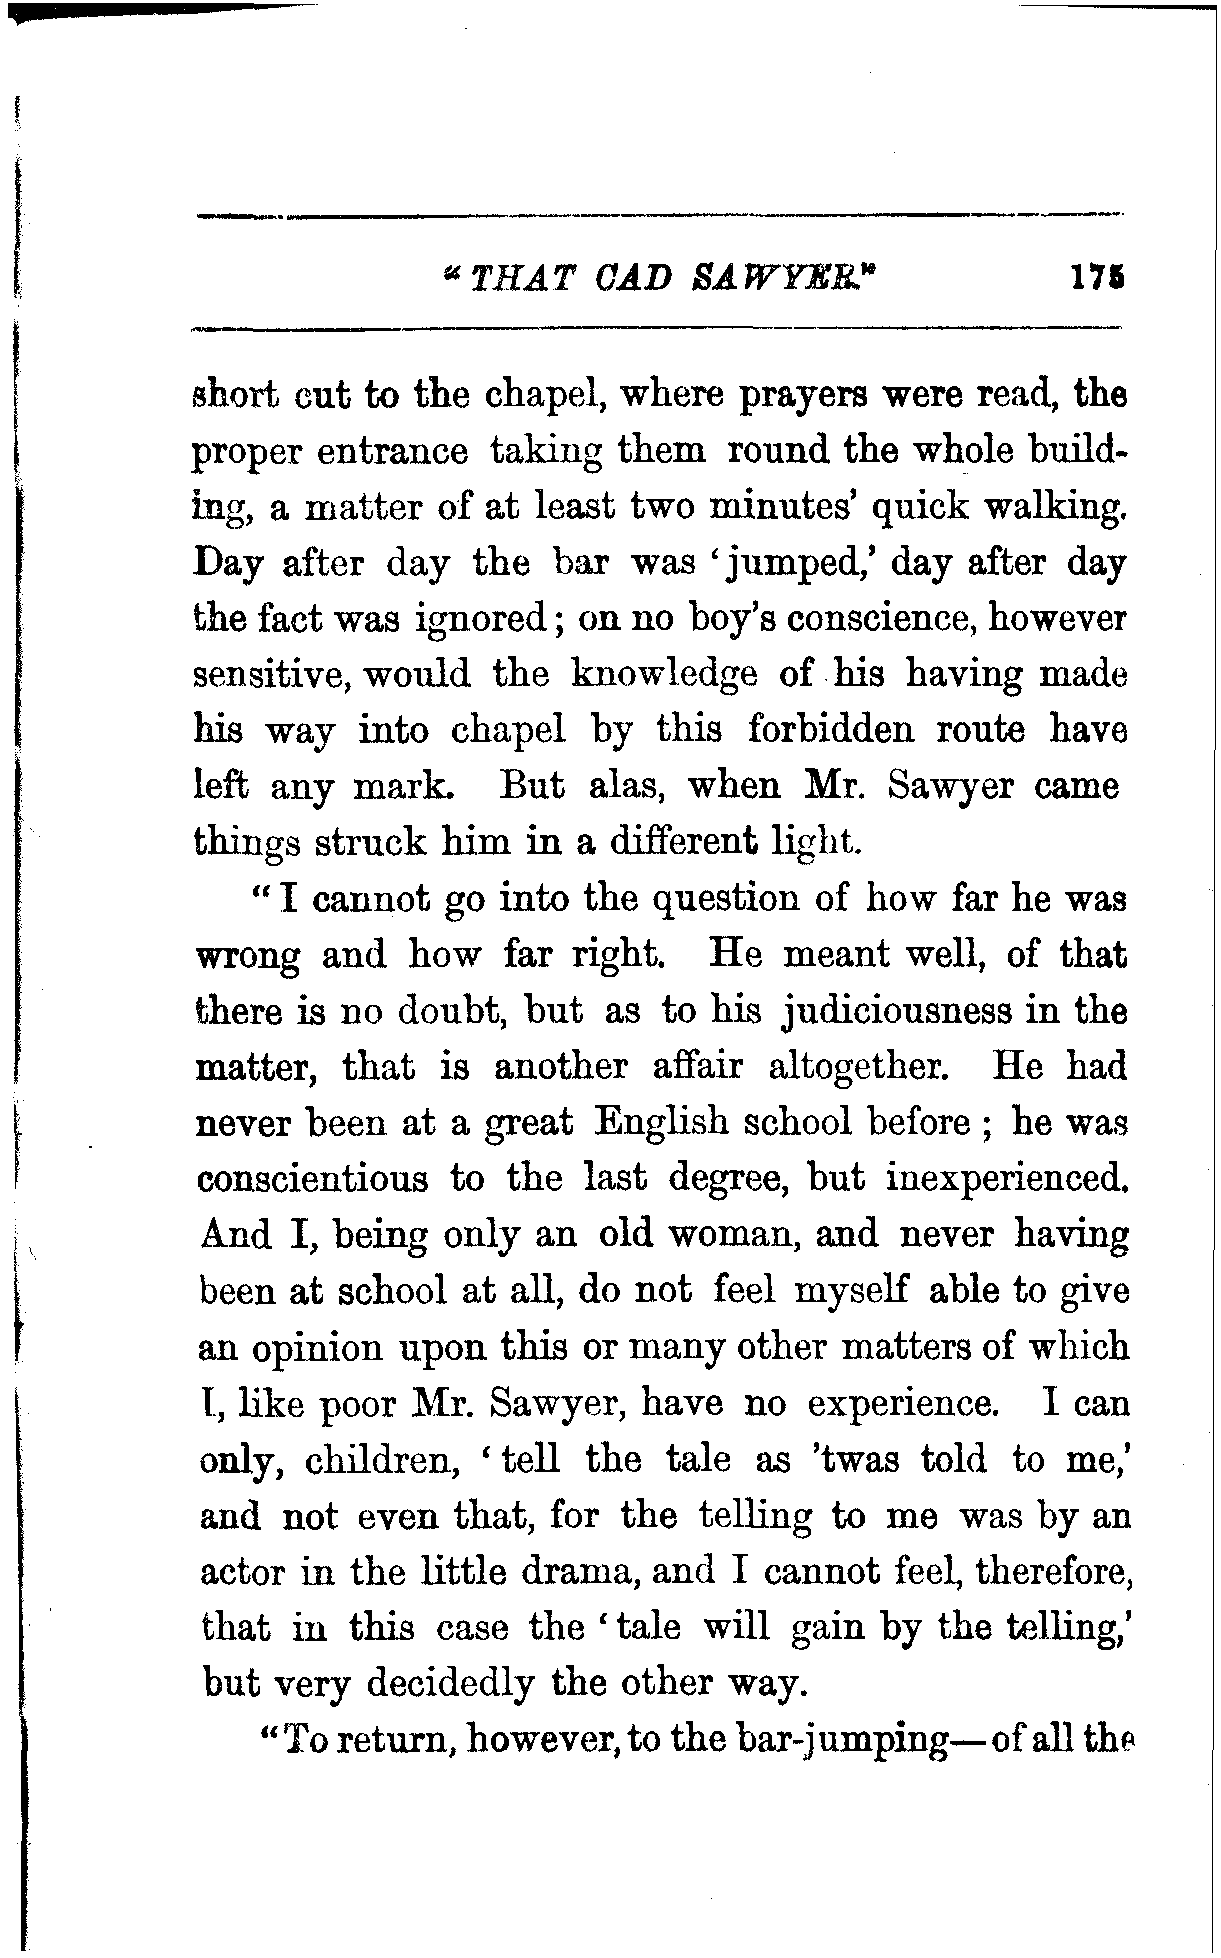 “THAT CAD SAWYER.” 175
short cut to the chapel, where prayers were read, the
proper entrance taking them round the whole build-
ing, a matter of at least two minutes’ quick walking.
Day after day the bar was ‘jumped,’ day after day
the fact was ignored; on no boy’s conscience, however
sensitive, would the knowledge of his having made
his way into chapel by this forbidden route have
left any mark. But alas, when Mr. Sawyer came
things struck him in a different light.
“I cannot go into the question of how far he was
wrong and how far right. He meant well, of that
there is no doubt, but as to his judiciousness in the
matter, that is another affair altogether. He had
never been at a great English school before; he was
conscientious to the last degree, but inexperienced.
And I, being only an old woman, and never having
been at school at all, do not feel myself able to give
an opinion upon this or many other matters of which
I, like poor Mr. Sawyer, have no experience. I can
only, children, ‘tell the tale as ’twas told to me,’
and not even that, for the telling to me was by an
actor in the little drama, and I cannot feel, therefore,
that in this case the ‘tale will gain by the telling,’
but very decidedly the other way.
“To return, however, to the bar-jumping—of all the